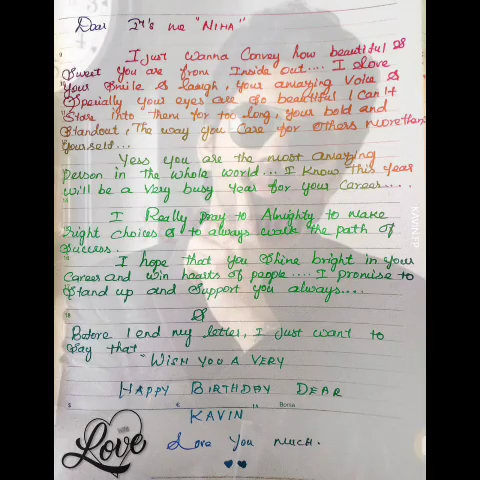 Dear It's me "NIHA"
I just wanna Convey how beautiful &
Sweet you are from Inside out.... I love
your Smile & laugh, Your amazing Voice &
Specially your eyes are so beautiful I Can't
Stare into them for too long, your bold and
Standout, The way you Care for others morethan
yourself...
Yess you are the most amazing
person in the whole world.... I Know This Year
will be a very busy Year for your Career....
I Really pray to Almighty to make
right choices & to always walk the path of
Success.
I hope that you Shine bright in your
Career and win hearts of people.... I promise to
Stand up and Support you always....
&
Before I end my letter, I just want to
Say that "WISH YOU A VERY
HAPPY BIRTHDAY DEAR
KAVIN
Love You Much.
Love
KAVIN.FP